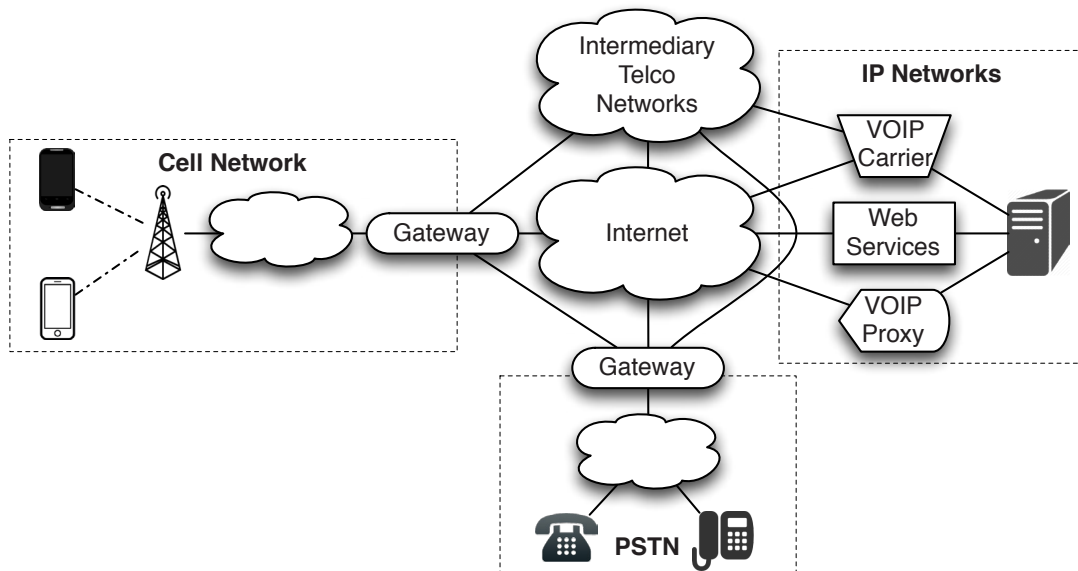 Intermediary
Telco
Networks
IP Networks
Cell Network
VOIP
Carrier
Gateway
Internet
Web
Services
VOIP
Proxy
Gateway
PSTN